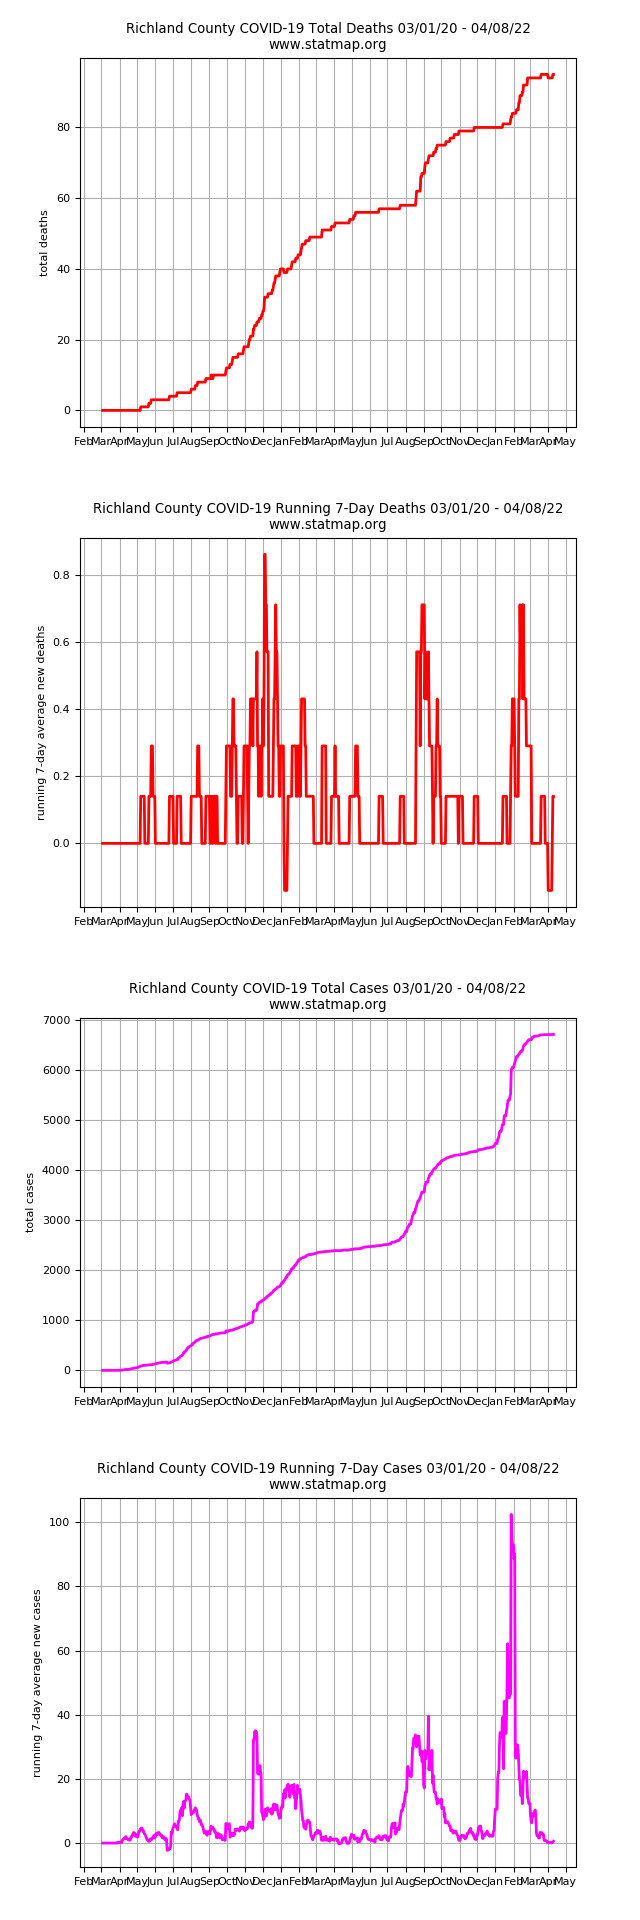 Richland County COVID-19 Total Deaths 03/01/20 - 04/08/22
www.statmap.org
total deaths
80
60
40
20
0
Feb Mar Apr May Jun Jul Aug Sep Oct Nov Dec Jan Feb Mar Apr May Jun Jul Aug Sep Oct Nov Dec Jan Feb Mar Apr May
Richland County COVID-19 Running 7-Day Deaths 03/01/20 - 04/08/22
www.statmap.org
running 7-day average new deaths
0.8
0.6
0.4
0.2
0.0
Feb Mar Apr May Jun Jul Aug Sep Oct Nov Dec Jan Feb Mar Apr May Jun Jul Aug Sep Oct Nov Dec Jan Feb Mar Apr May
Richland County COVID-19 Total Cases 03/01/20 - 04/08/22
www.statmap.org
total cases
7000
6000
5000
4000
3000
2000
1000
0
Feb Mar Apr May Jun Jul Aug Sep Oct Nov Dec Jan Feb Mar Apr May Jun Jul Aug Sep Oct Nov Dec Jan Feb Mar Apr May
Richland County COVID-19 Running 7-Day Cases 03/01/20 - 04/08/22
www.statmap.org
running 7-day average new cases
100
80
60
40
20
0
Feb Mar Apr May Jun Jul Aug Sep Oct Nov Dec Jan Feb Mar Apr May Jun Jul Aug Sep Oct Nov Dec Jan Feb Mar Apr May